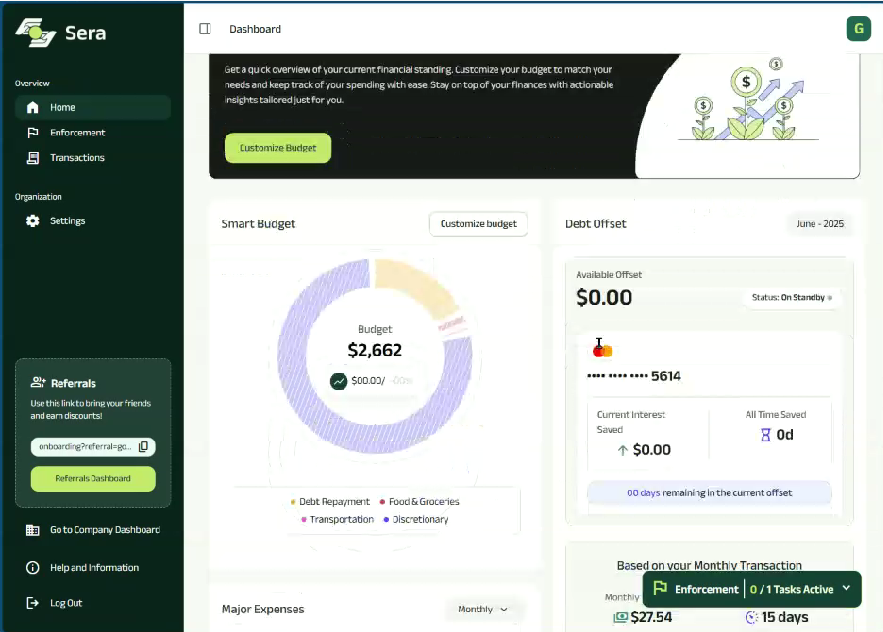 Sera
Overview
Home
Enforcement
Transactions
Organization
Settings
Referrals
Use this link to bring your friends
and earn discounts!
onboarding?referral=go...
Referrals Dashboard
Go to Company Dashboard
Help and Information
Log Out
Dashboard
G
Get a quick overview of your current financial standing. Customize your budget to match your
needs and keep track of your spending with ease. Stay on top of your finances with actionable
insights tailored just for you.
Customize Budget
Smart Budget
Customize budget
Budget
$2,662
$00.00/ -00%
Debt Repayment
Food & Groceries
Transportation
Discretionary
Major Expenses
Monthly
Debt Offset
June - 2025
Available Offset
$0.00
Status: On Standby
•••• •••• •••• 5614
Current Interest
Saved
$0.00
All Time Saved
0d
00 days remaining in the current offset
Based on your Monthly Transaction
Monthly
$27.54
15 days
Enforcement
0 / 1 Tasks Active